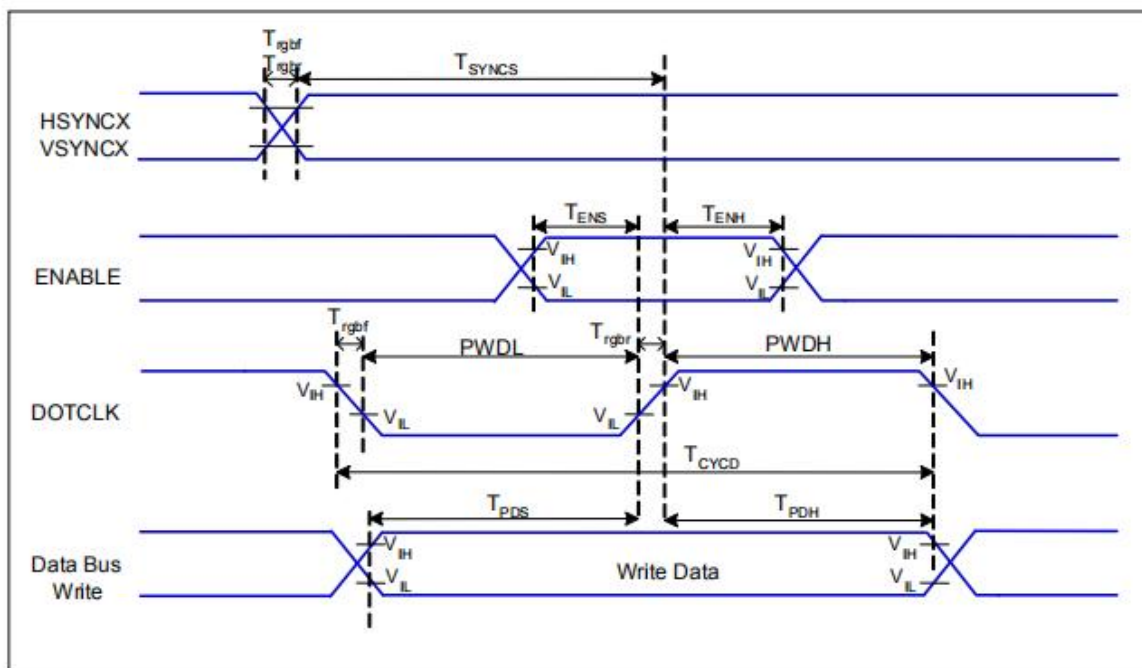 Trgbf
Trgbr
TSYNCS
HSYNCX
VSYNCX
TENS
TENH
VIH
VIH
ENABLE
VIL
VIL
Trgbf
Trgbr
PWDL
PWDH
VIH
VIH
VIH
DOTCLK
VIL
VIL
TCYCD
TPDS
TPDH
VIH
VIH
Data Bus
Write
Write Data
VIL
VIL